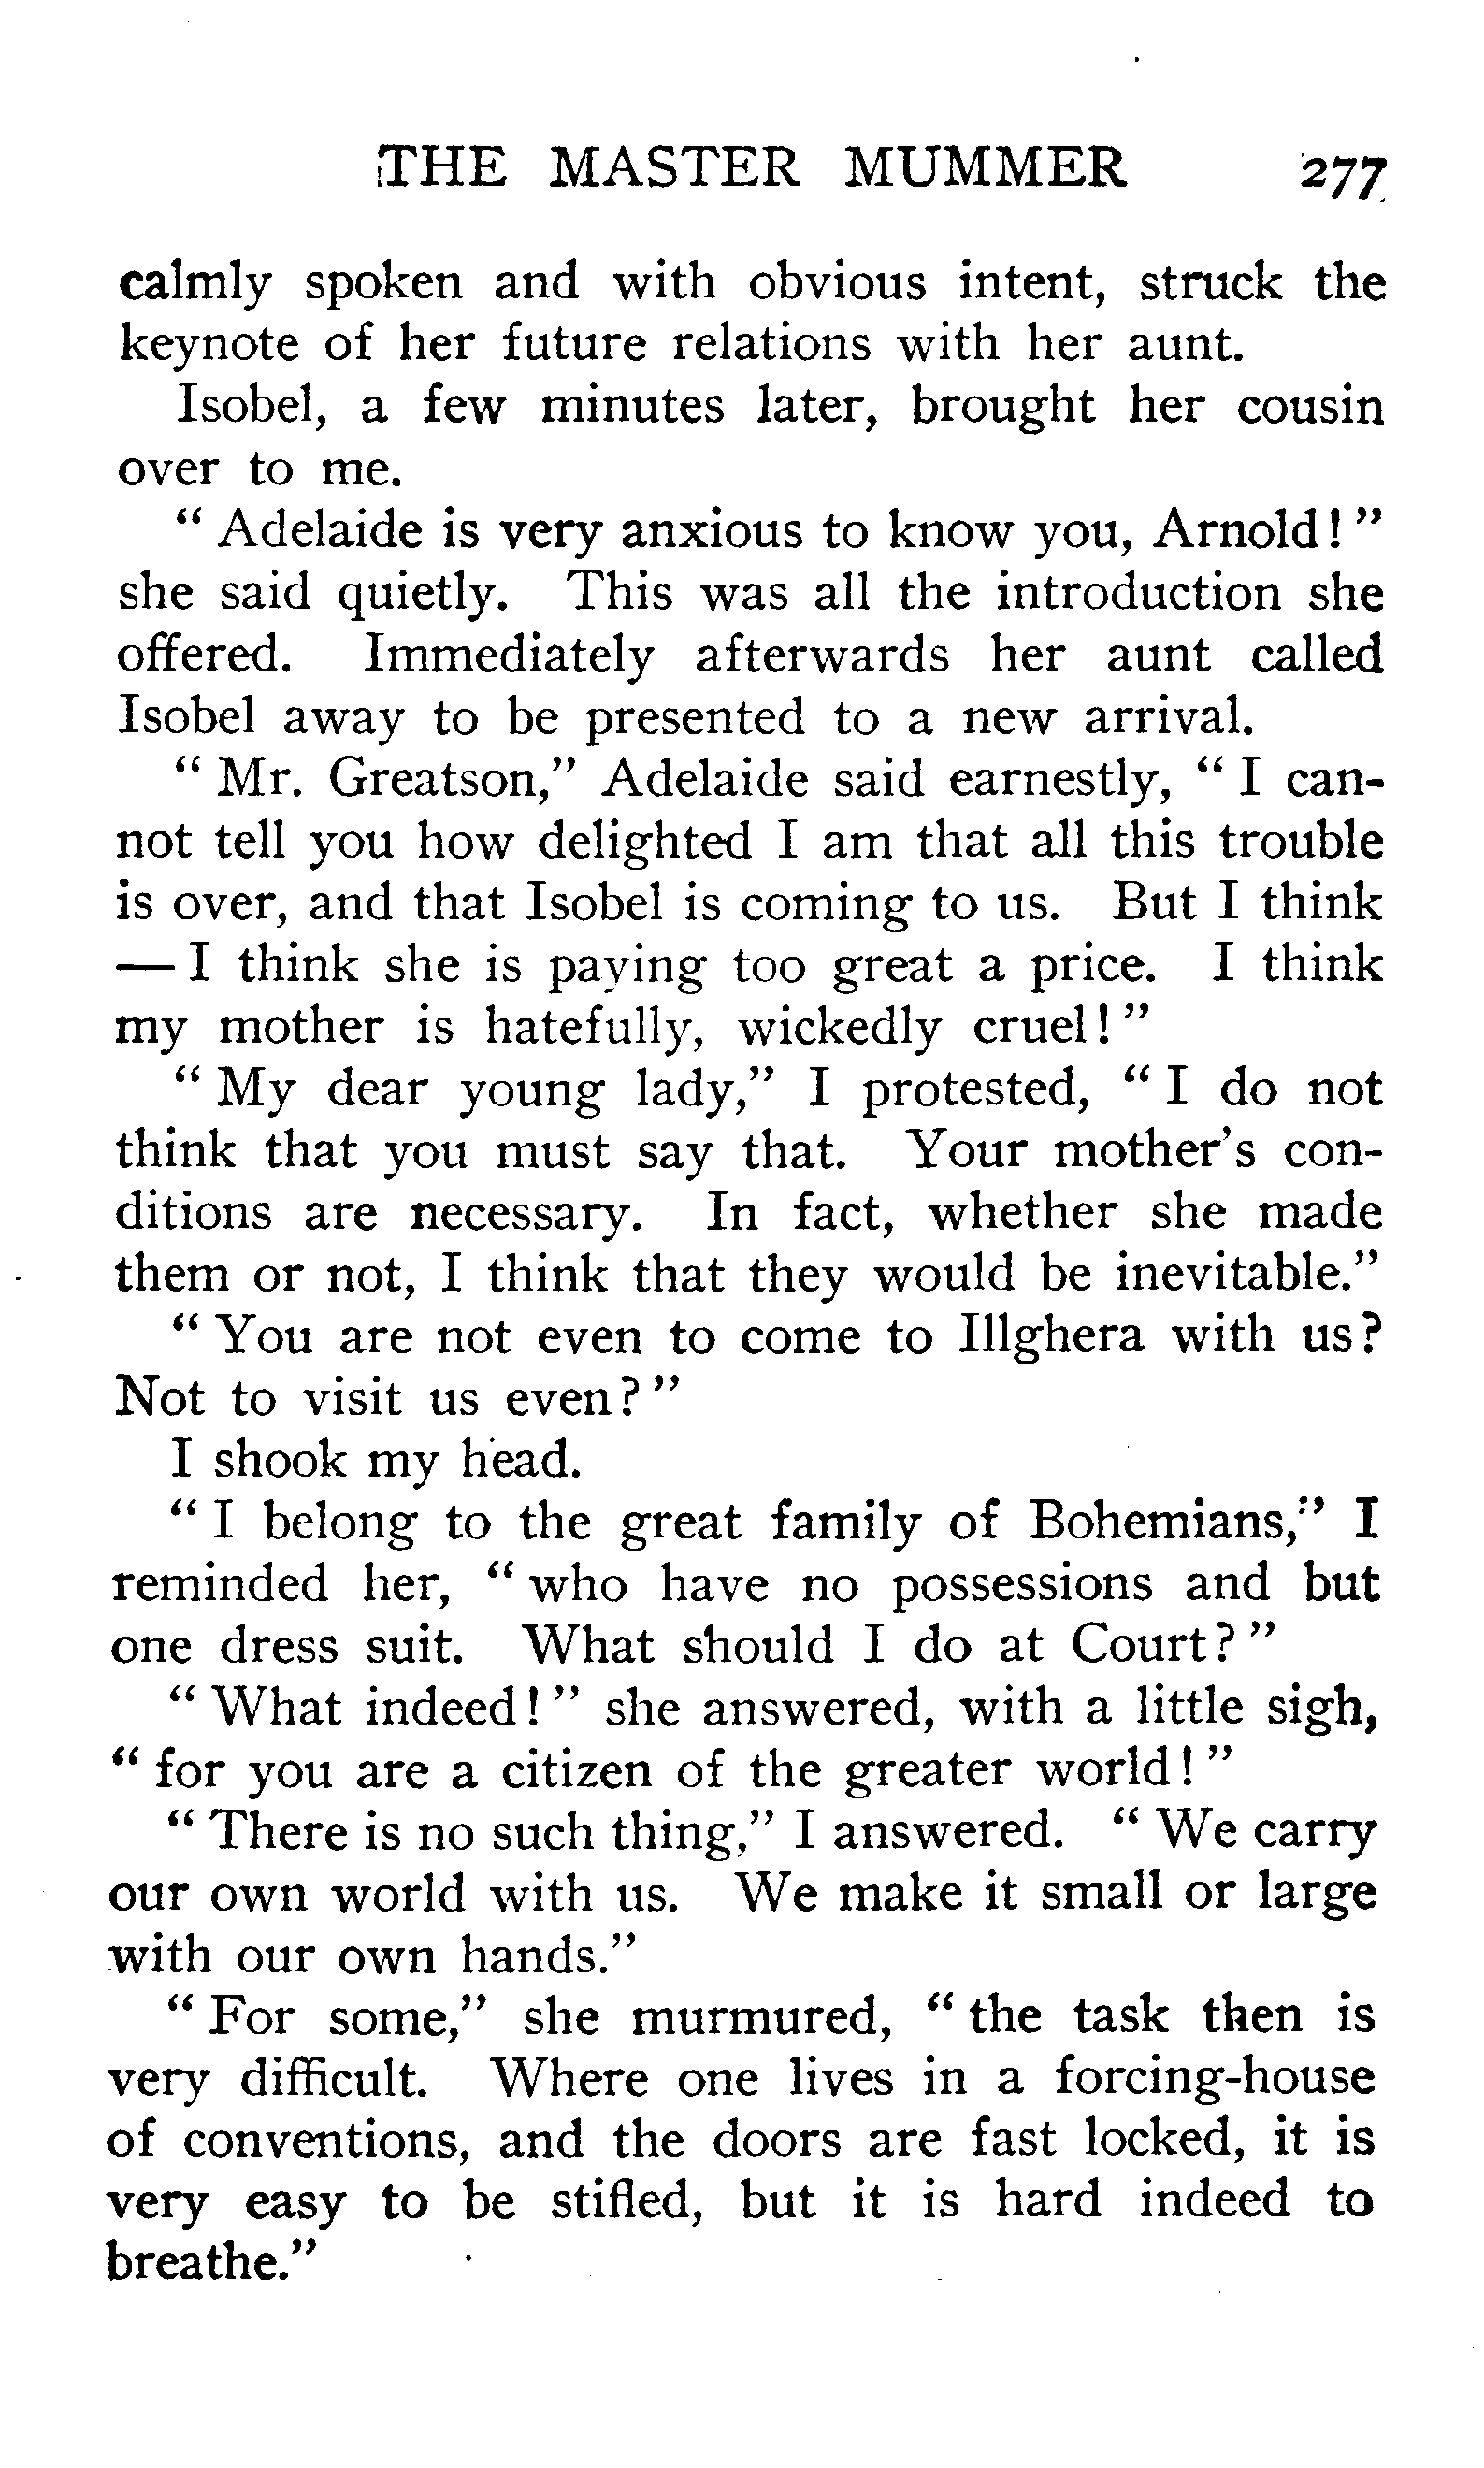 THE MASTER MUMMER 277
calmly spoken and with obvious intent, struck the
keynote of her future relations with her aunt.
Isobel, a few minutes later, brought her cousin
over to me.
“ Adelaide is very anxious to know you, Arnold! ”
she said quietly. This was all the introduction she
offered. Immediately afterwards her aunt called
Isobel away to be presented to a new arrival.
“ Mr. Greatson,” Adelaide said earnestly, “ I can-
not tell you how delighted I am that all this trouble
is over, and that Isobel is coming to us. But I think
— I think she is paying too great a price. I think
my mother is hatefully, wickedly cruel! ”
“ My dear young lady,” I protested, “ I do not
think that you must say that. Your mother’s con-
ditions are necessary. In fact, whether she made
them or not, I think that they would be inevitable.”
“ You are not even to come to Illghera with us?
Not to visit us even? ”
I shook my head.
“ I belong to the great family of Bohemians,” I
reminded her, “ who have no possessions and but
one dress suit. What should I do at Court? ”
“ What indeed! ” she answered, with a little sigh,
“ for you are a citizen of the greater world! ”
“ There is no such thing,” I answered. “ We carry
our own world with us. We make it small or large
with our own hands.”
“ For some,” she murmured, “ the task then is
very difficult. Where one lives in a forcing-house
of conventions, and the doors are fast locked, it is
very easy to be stifled, but it is hard indeed to
breathe.”